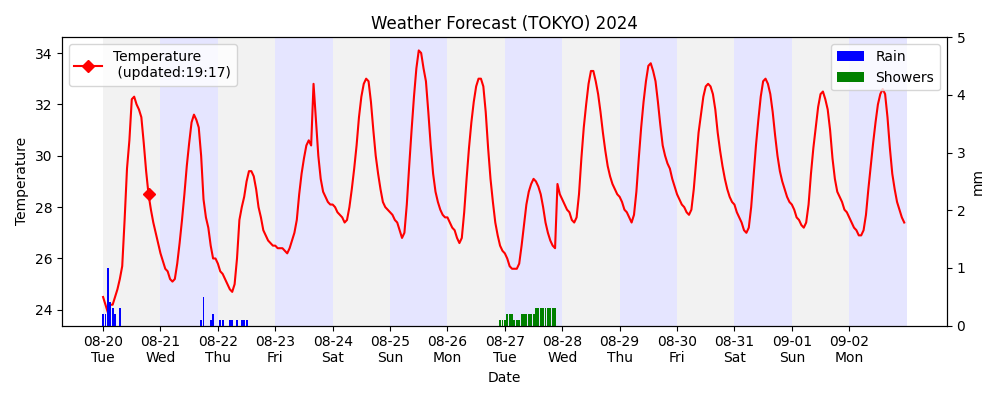 Weather Forecast (TOKYO) 2024
Temperature
(updated:19:17)
Rain
Showers
Temperature
34
32
30
28
26
24
5
4
3
2
1
0
mm
08-20 08-21 08-22 08-23 08-24 08-25 08-26 08-27 08-28 08-29 08-30 08-31 09-01 09-02
Tue Wed Thu Fri Sat Sun Mon Tue Wed Thu Fri Sat Sun Mon
Date